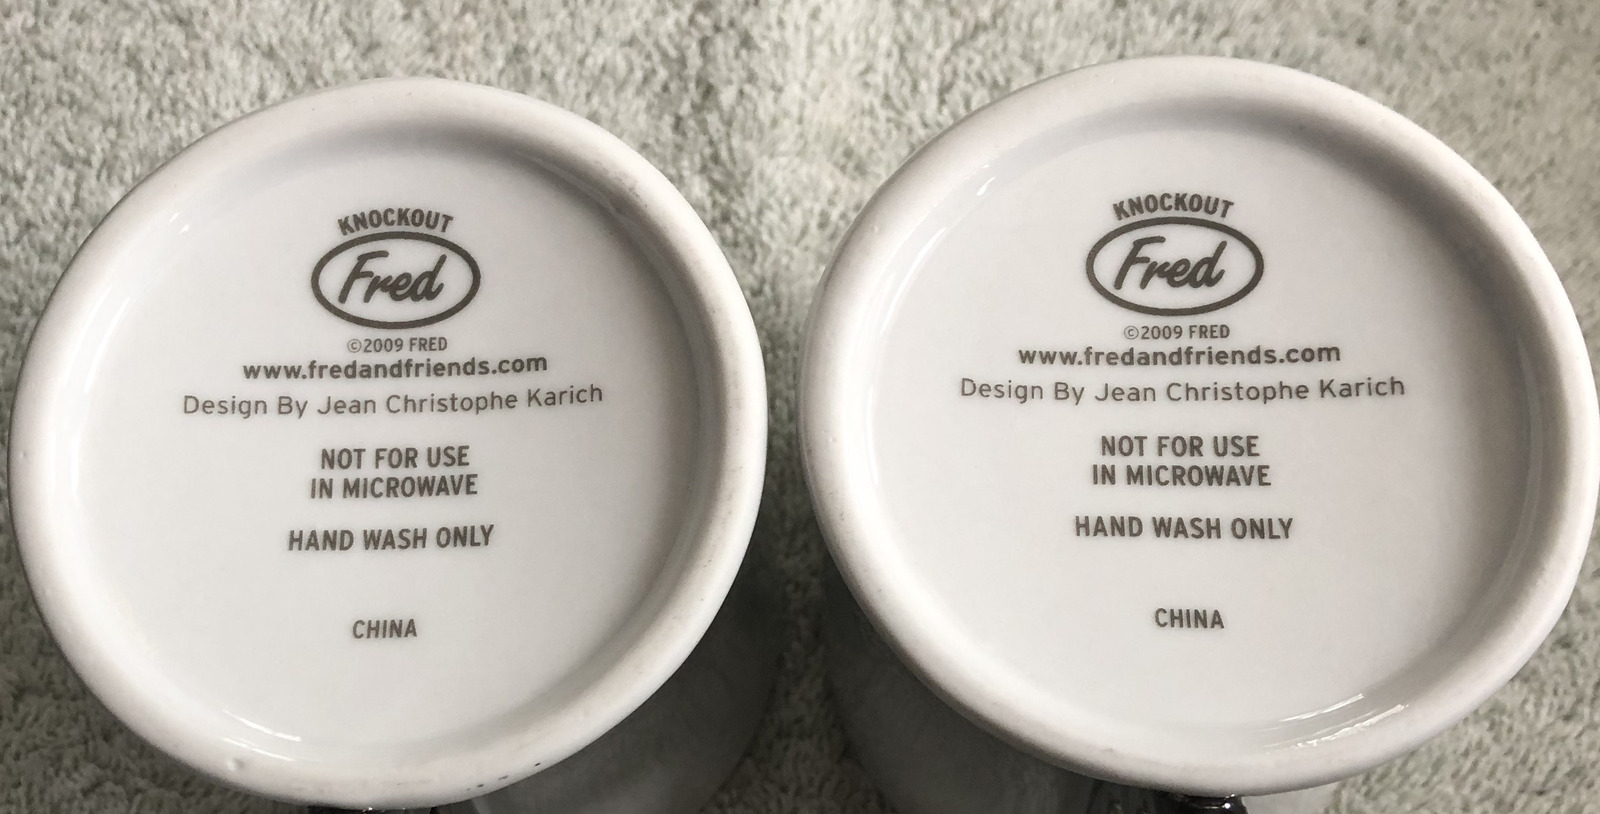 KNOCKOUT
Fred
©2009 FRED
www.fredandfriends.com
Design By Jean Christophe Karich
NOT FOR USE
IN MICROWAVE
HAND WASH ONLY
CHINA
KNOCKOUT
Fred
©2009 FRED
www.fredandfriends.com
Design By Jean Christophe Karich
NOT FOR USE
IN MICROWAVE
HAND WASH ONLY
CHINA